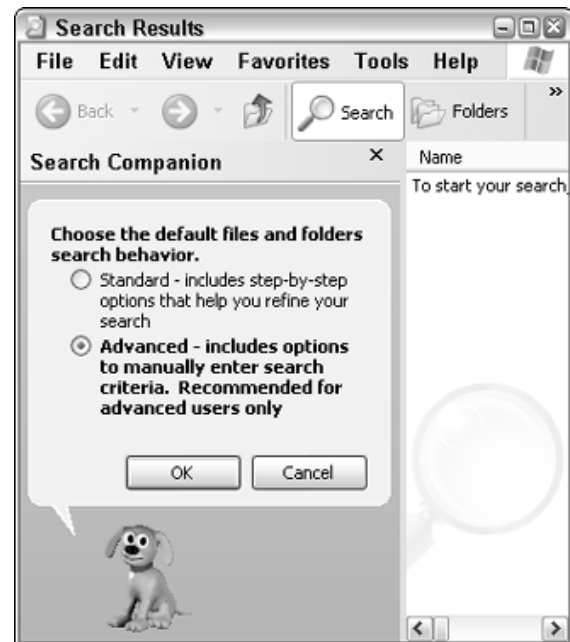 Search Results
File Edit View Favorites Tools Help
Back Search Folders »
Search Companion ×
Name
To start your search,
Choose the default files and folders
search behavior.
Standard - includes step-by-step
options that help you refine your
search
Advanced - includes options
to manually enter search
criteria. Recommended for
advanced users only
OK Cancel